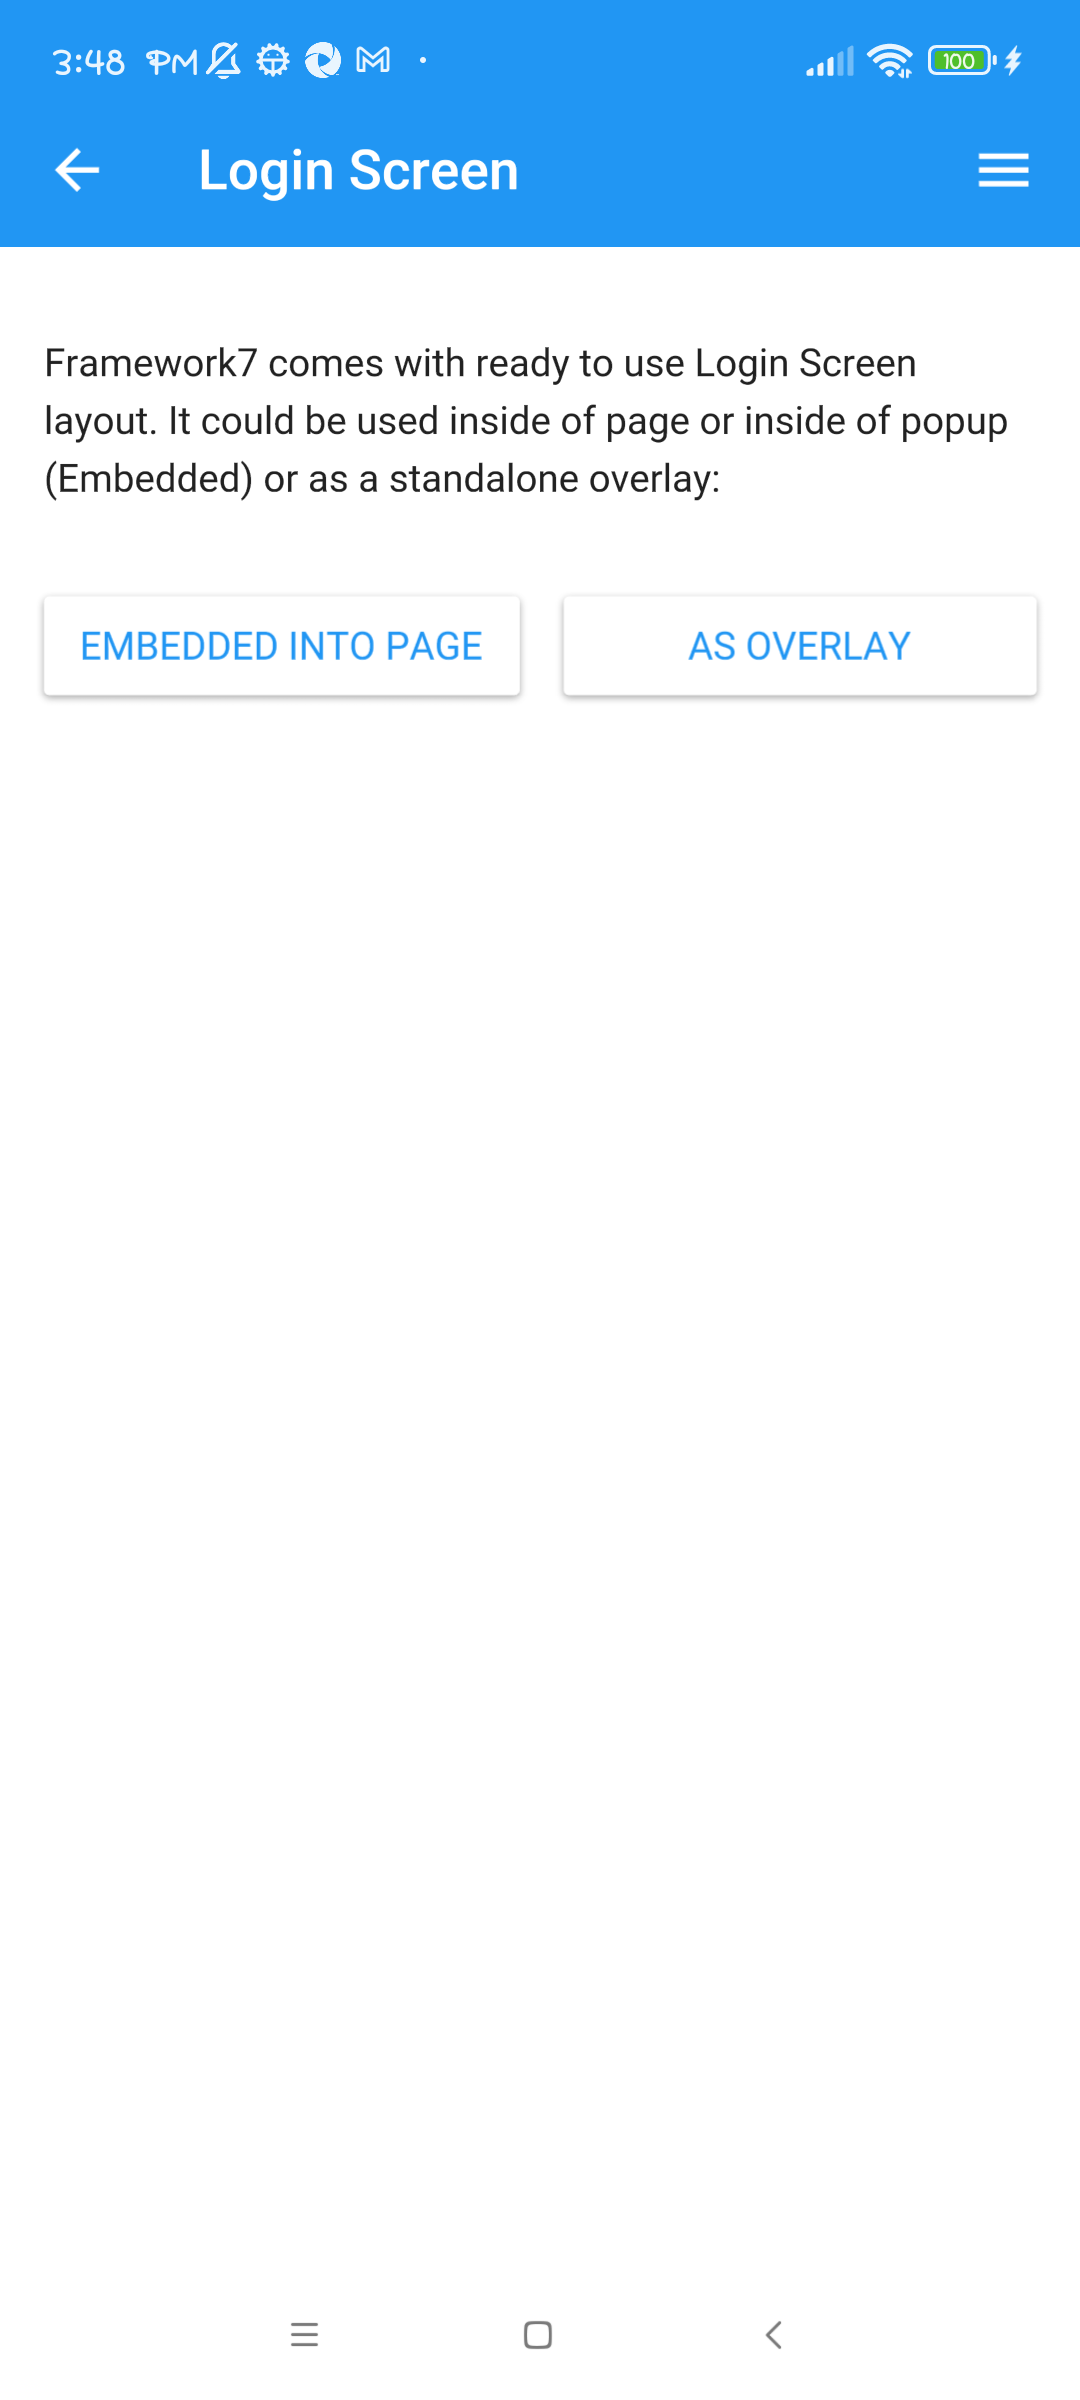 3:48 PM
100
Login Screen
Framework7 comes with ready to use Login Screen
layout. It could be used inside of page or inside of popup
(Embedded) or as a standalone overlay:
EMBEDDED INTO PAGE
AS OVERLAY